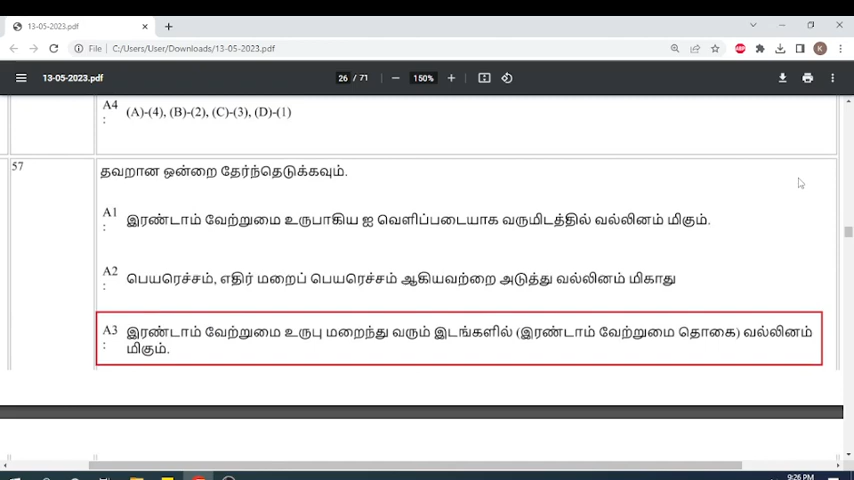 13-05-2023.pdf
File C:/Users/User/Downloads/13-05-2023.pdf
ABP
K
13-05-2023.pdf
26 / 71
150%
A4
:
(A)-(4), (B)-(2), (C)-(3), (D)-(1)
57
தவறான ஒன்றை தேர்ந்தெடுக்கவும்.
A1
:
இரண்டாம் வேற்றுமை உருபாகிய ஐ வெளிப்படையாக வருமிடத்தில் வல்லினம் மிகும்.
A2
:
பெயரெச்சம், எதிர் மறைப் பெயரெச்சம் ஆகியவற்றை அடுத்து வல்லினம் மிகாது
A3
:
இரண்டாம் வேற்றுமை உருபு மறைந்து வரும் இடங்களில் (இரண்டாம் வேற்றுமை தொகை) வல்லினம்
மிகும்.
9:26 PM